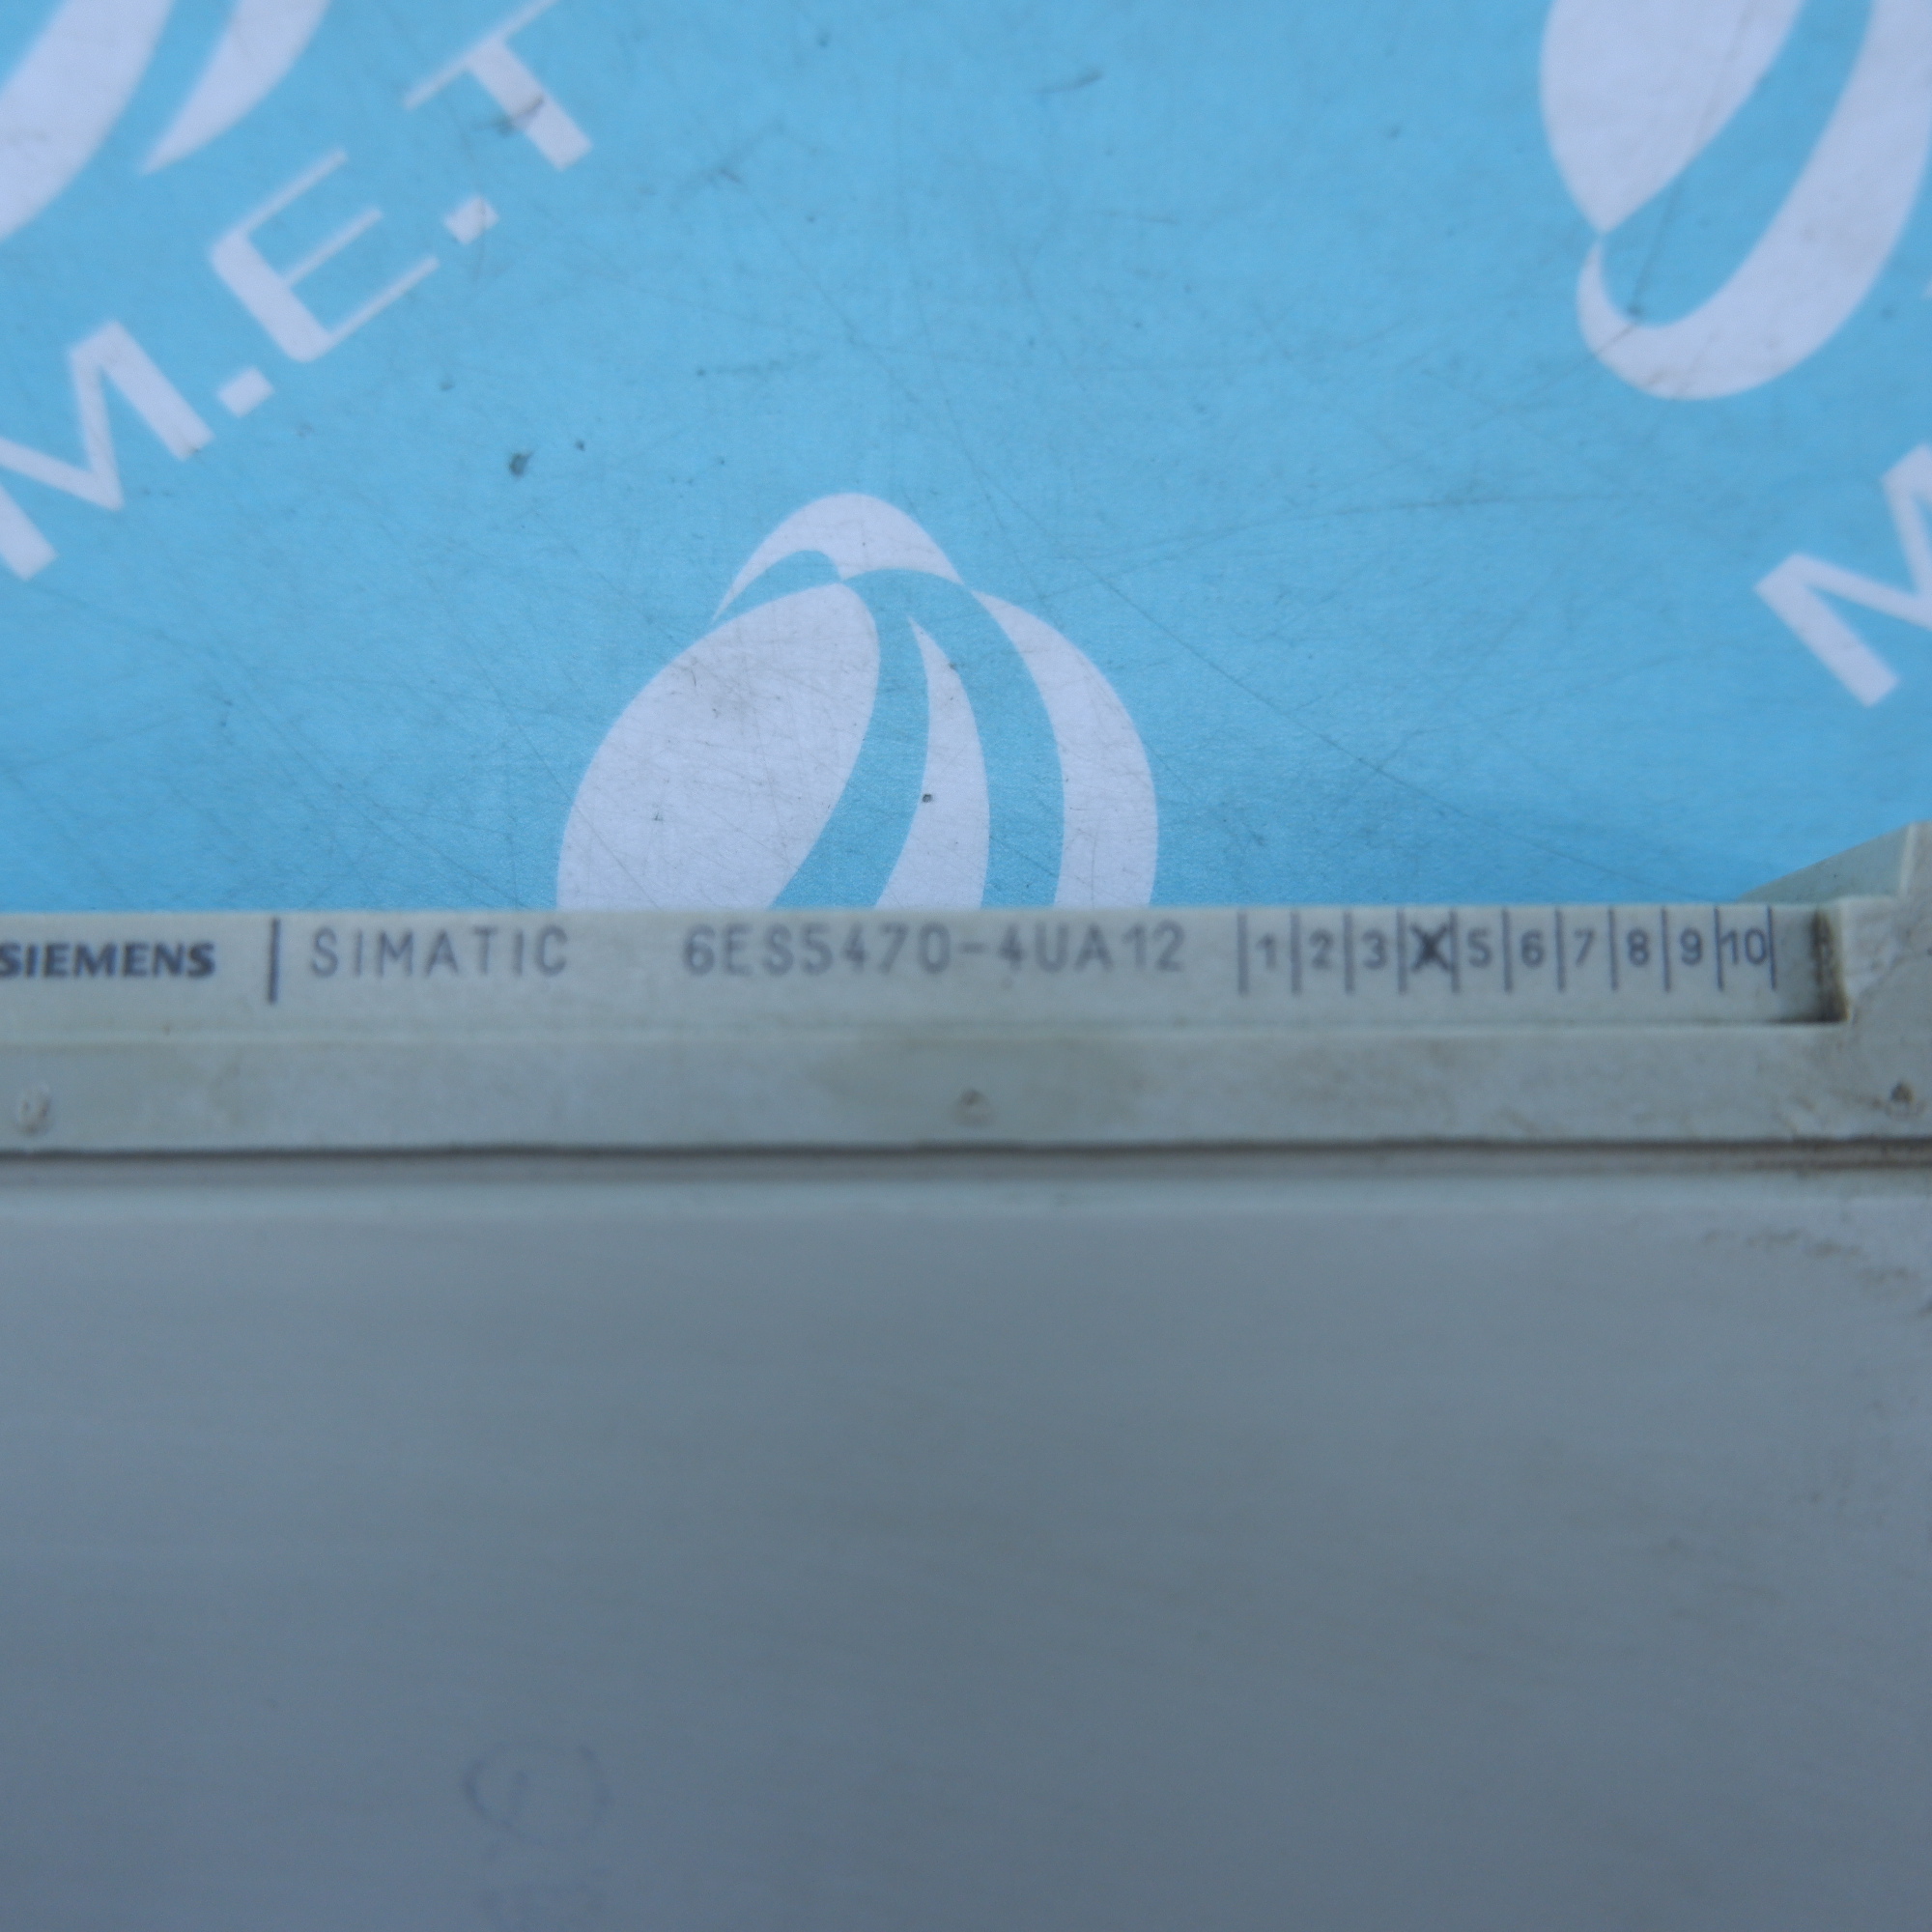 M.E.T
M
SIEMENS | SIMATIC 6ES5470-4UA12 |1|2|3|X|5|6|7|8|9|10|